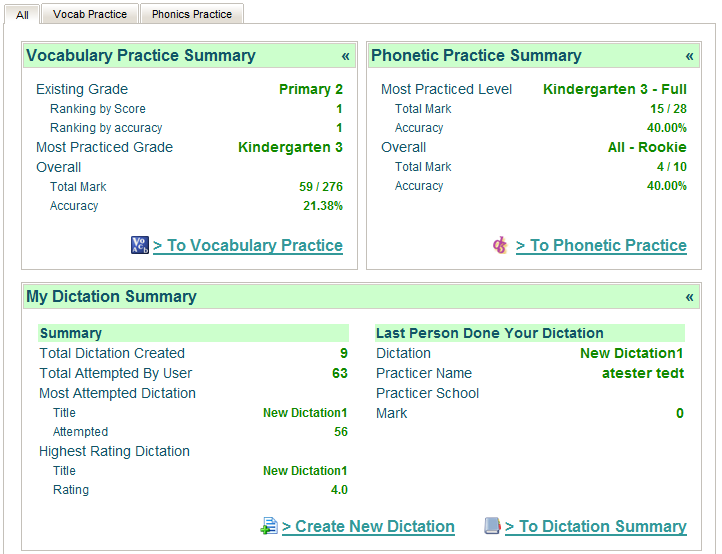 All
Vocab Practice
Phonics Practice
Vocabulary Practice Summary «
Existing Grade Primary 2
Ranking by Score 1
Ranking by accuracy 1
Most Practiced Grade Kindergarten 3
Overall
Total Mark 59 / 276
Accuracy 21.38%
> To Vocabulary Practice
Phonetic Practice Summary «
Most Practiced Level Kindergarten 3 - Full
Total Mark 15 / 28
Accuracy 40.00%
Overall All - Rookie
Total Mark 4 / 10
Accuracy 40.00%
> To Phonetic Practice
My Dictation Summary «
Summary
Total Dictation Created 9
Total Attempted By User 63
Most Attempted Dictation
Title New Dictation1
Attempted 56
Highest Rating Dictation
Title New Dictation1
Rating 4.0
Last Person Done Your Dictation
Dictation New Dictation1
Practicer Name atester tedt
Practicer School
Mark 0
> Create New Dictation
> To Dictation Summary